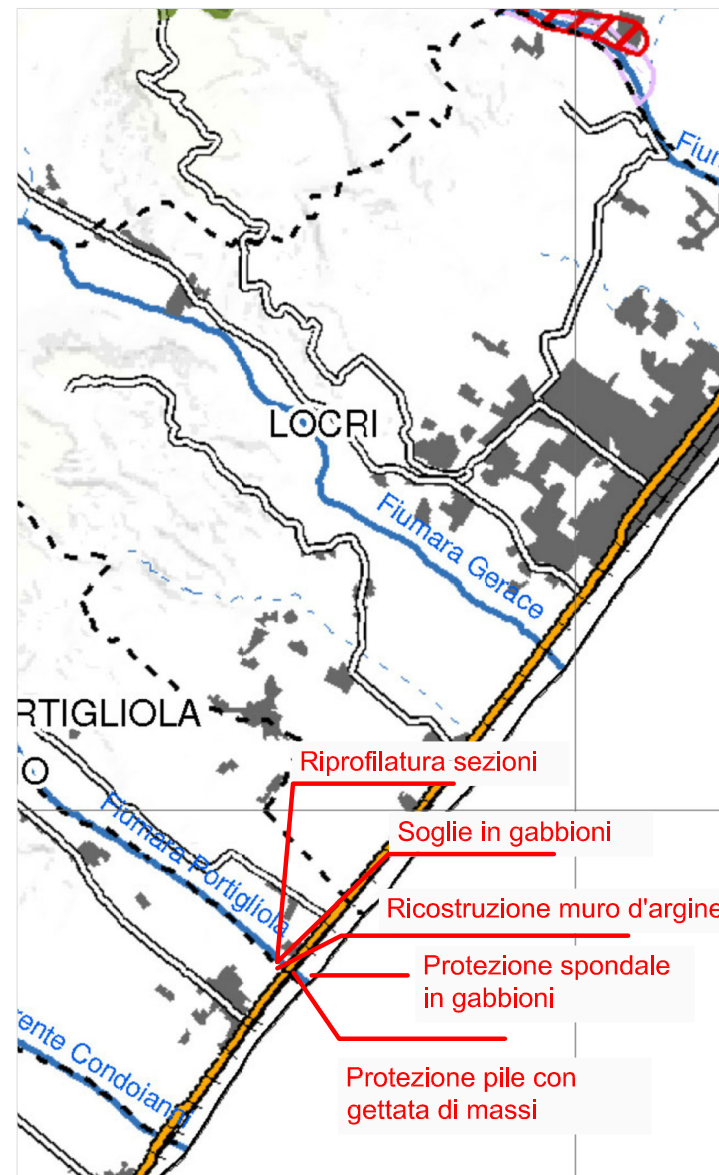 Fiur
LOCRI
Fiumara Gerace
RTIGLIOLA
Riprofilatura sezioni
O
Fiumara Portigliola
Soglie in gabbioni
Ricostruzione muro d'argine
Protezione spondale
in gabbioni
rente Condoianni
Protezione pile con
gettata di massi